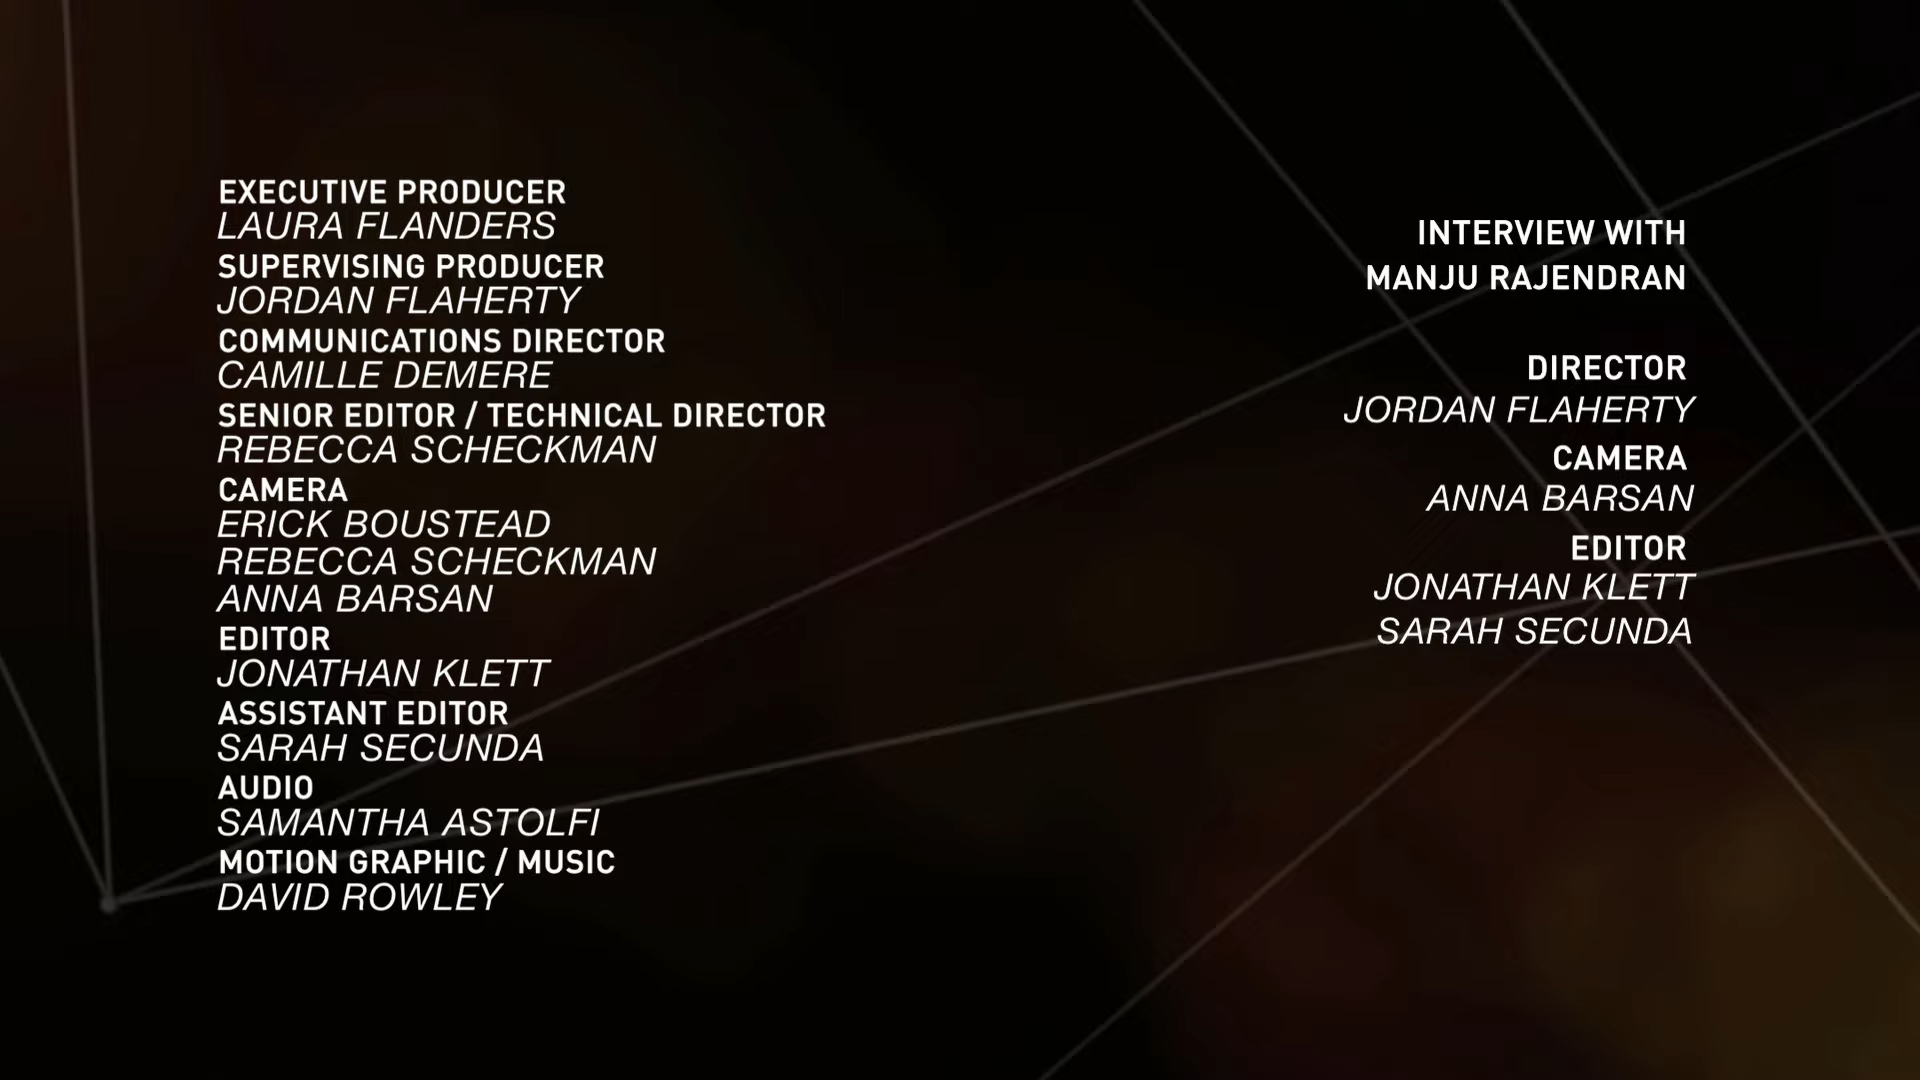 EXECUTIVE PRODUCER
LAURA FLANDERS
SUPERVISING PRODUCER
JORDAN FLAHERTY
COMMUNICATIONS DIRECTOR
CAMILLE DEMERE
SENIOR EDITOR / TECHNICAL DIRECTOR
REBECCA SCHECKMAN
CAMERA
ERICK BOUSTEAD
REBECCA SCHECKMAN
ANNA BARSAN
EDITOR
JONATHAN KLETT
ASSISTANT EDITOR
SARAH SECUNDA
AUDIO
SAMANTHA ASTOLFI
MOTION GRAPHIC / MUSIC
DAVID ROWLEY
INTERVIEW WITH
MANJU RAJENDRAN
DIRECTOR
JORDAN FLAHERTY
CAMERA
ANNA BARSAN
EDITOR
JONATHAN KLETT
SARAH SECUNDA